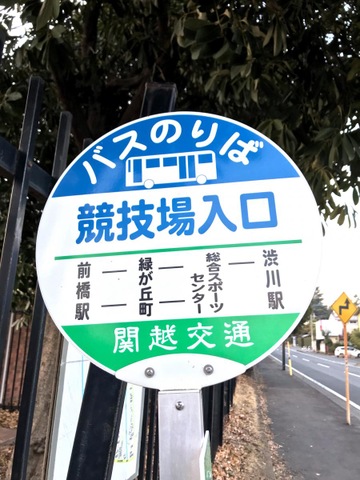 バスのりば
競技場入口
前橋駅 ― 緑が丘町 ― 総合スポーツセンター ― 渋川駅
関越交通